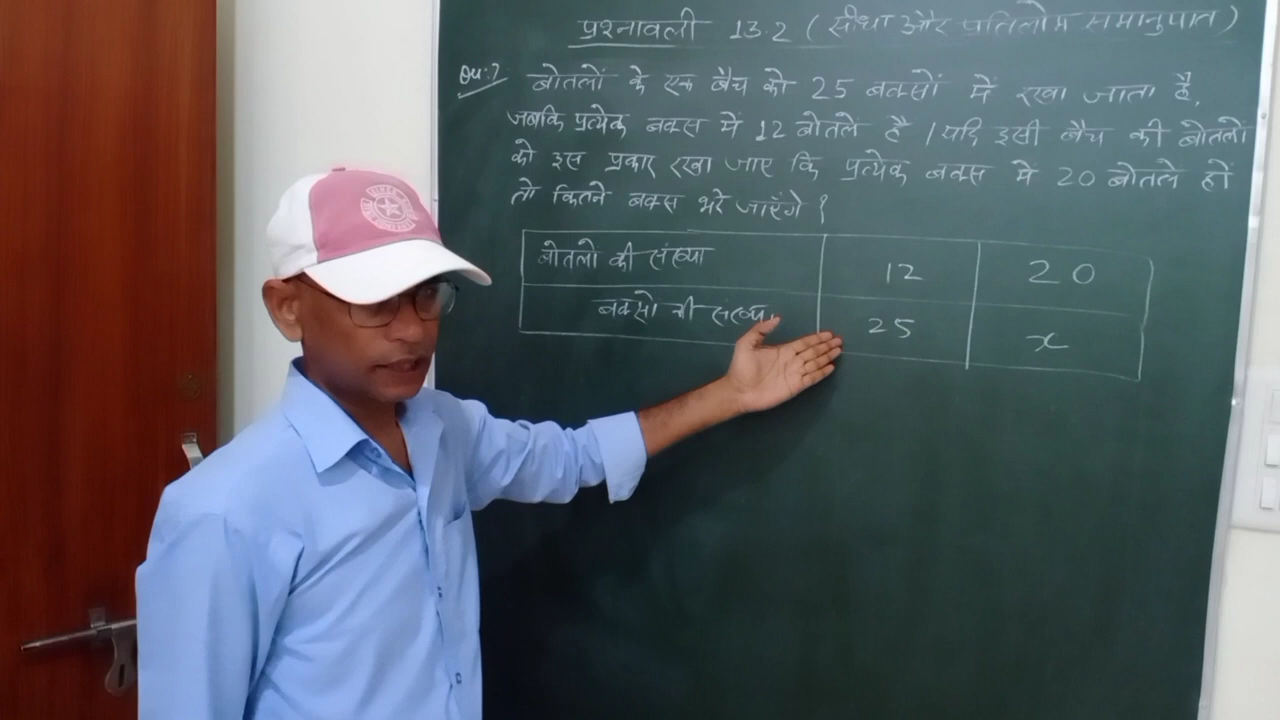 प्रश्नावली 13.2 (सीधा और प्रतिलोम समानुपात)
Qu:7 बोतलों के एक बैच को 25 बक्सों में रखा जाता है,
जबकि प्रत्येक बक्स में 12 बोतलें है । यदि इसी बैच की बोतलों
को इस प्रकार रखा जाए कि प्रत्येक बक्स में 20 बोतलें हों
तो कितने बक्स भरे जाएँगे ?
बोतलों की संख्या 12 20
बक्सो की संख्या 25 x